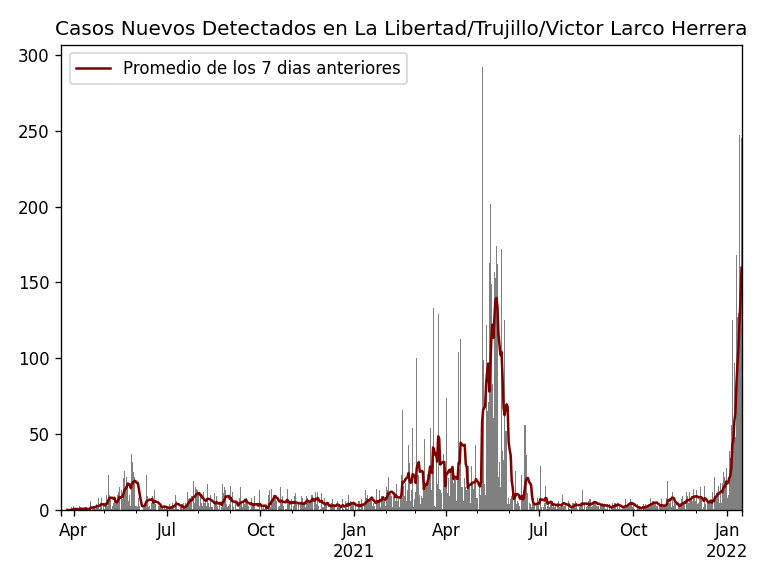 Casos Nuevos Detectados en La Libertad/Trujillo/Victor Larco Herrera
Promedio de los 7 dias anteriores
300
250
200
150
100
50
0
Apr Jul Oct Jan Apr Jul Oct Jan
2021 2022